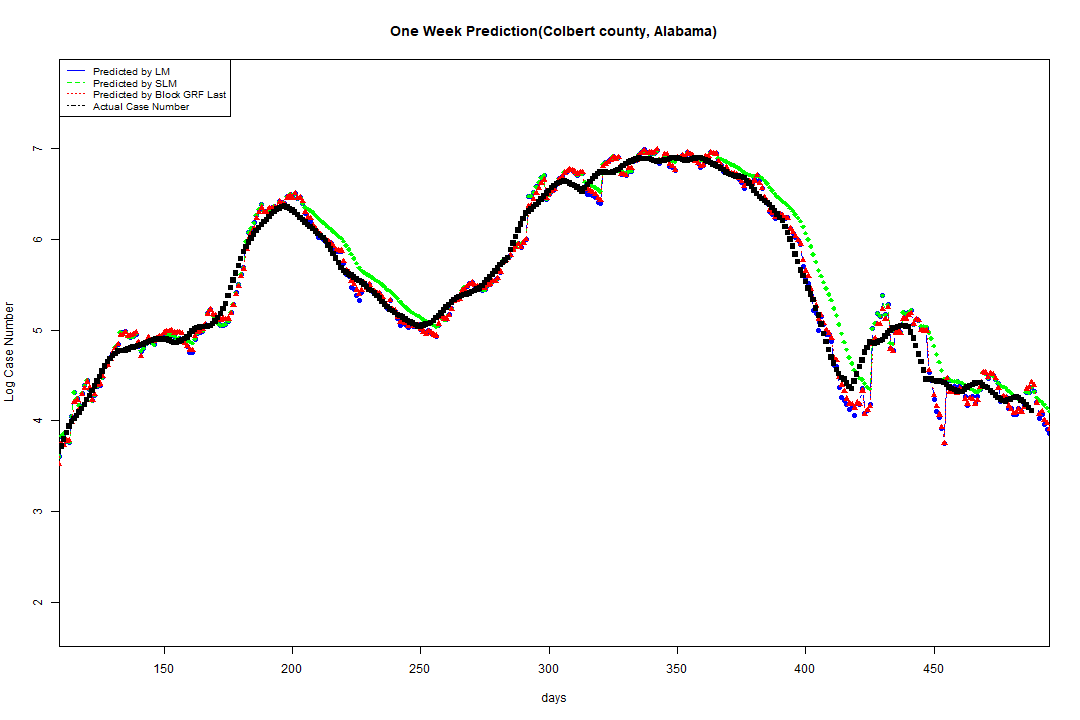 One Week Prediction(Colbert county, Alabama)
Predicted by LM
Predicted by SLM
Predicted by Block GRF Last
Actual Case Number
7
6
5
4
3
2
Log Case Number
150 200 250 300 350 400 450
days